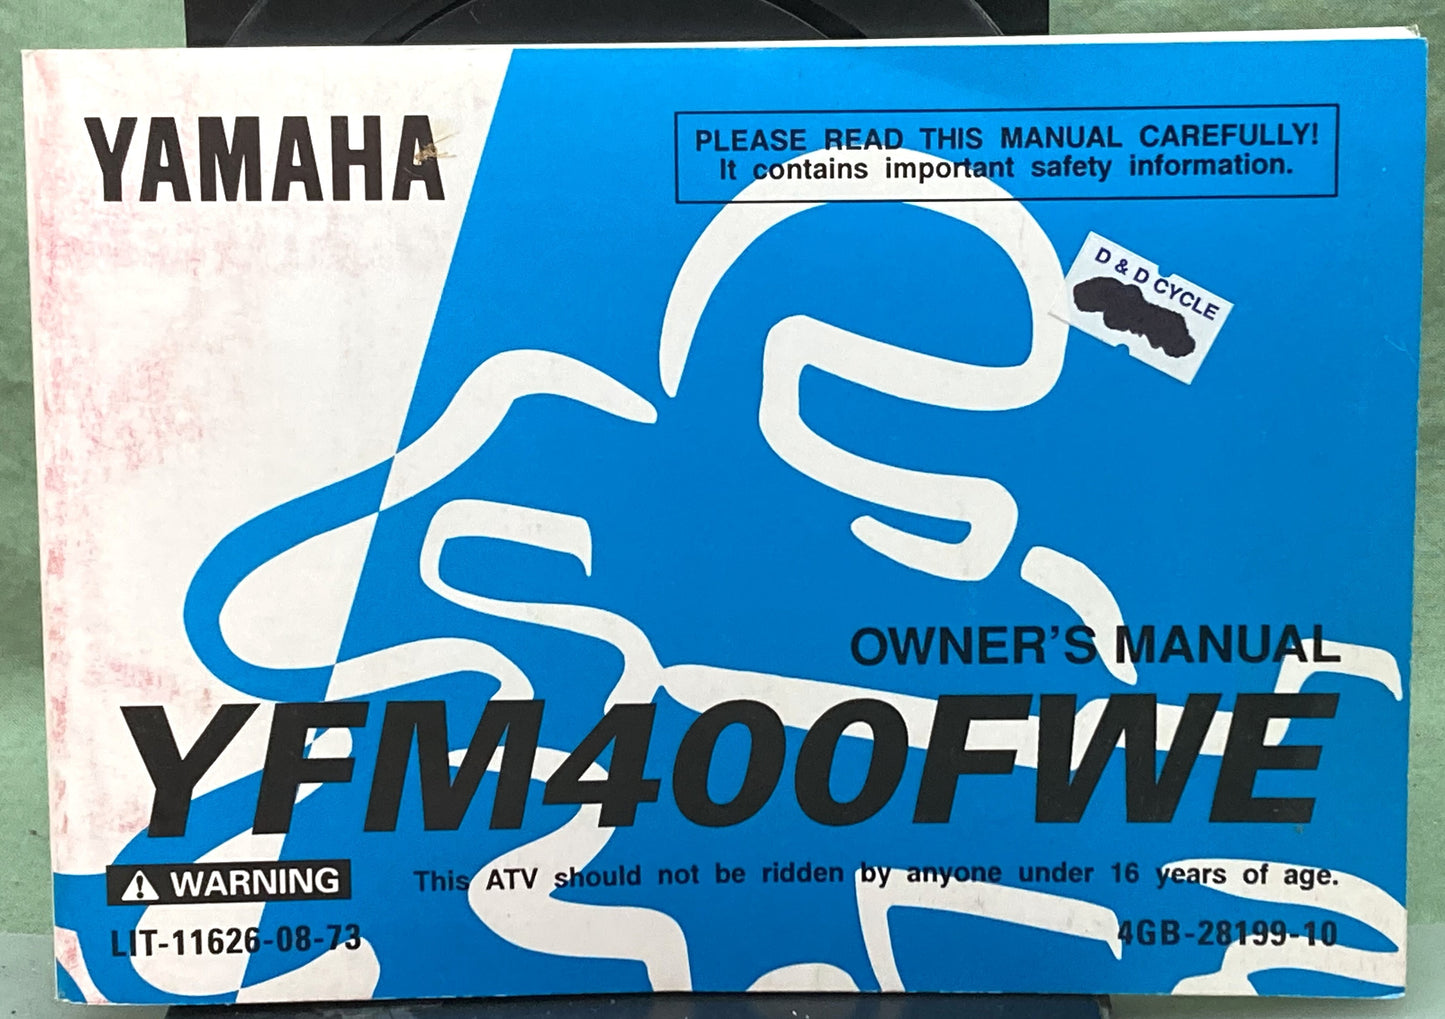 YAMAHA
PLEASE READ THIS MANUAL CAREFULLY!
It contains important safety information.
D & D CYCLE
OWNER'S MANUAL
YFM400FWE
WARNING
This ATV should not be ridden by anyone under 16 years of age.
LIT-11626-08-73
4GB-28199-10